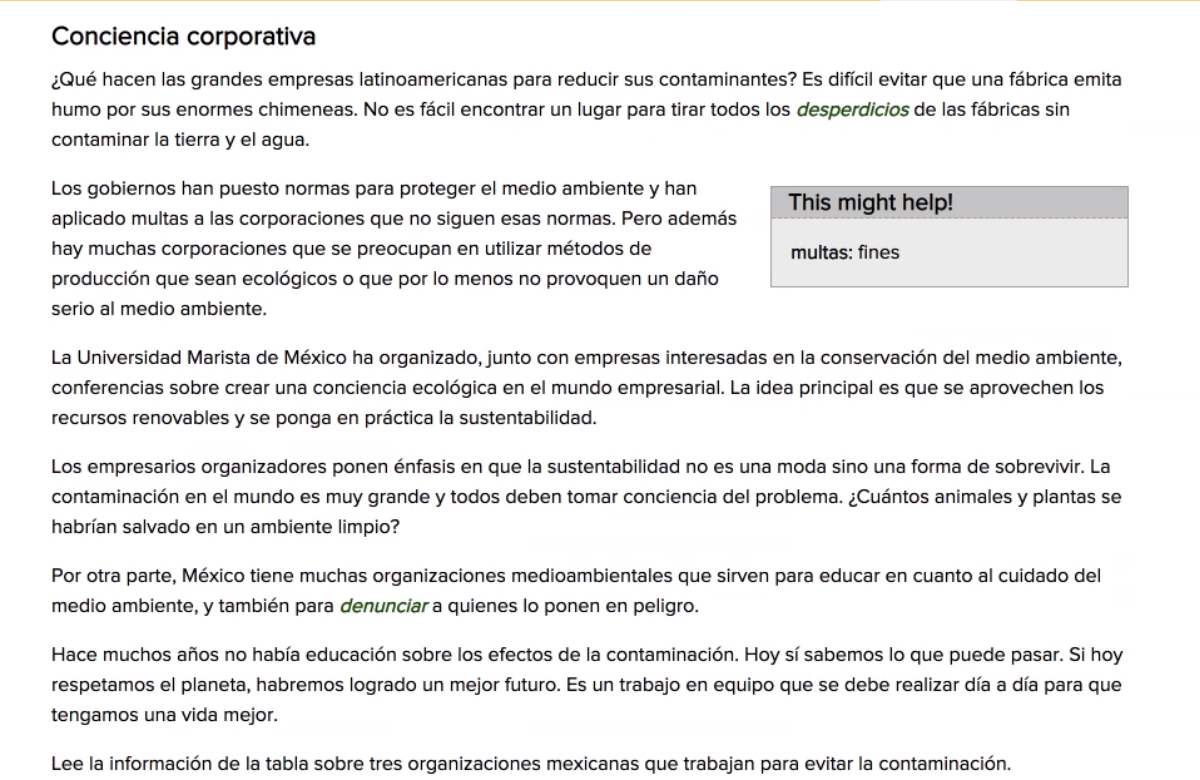 Conciencia corporativa
¿Qué hacen las grandes empresas latinoamericanas para reducir sus contaminantes? Es difícil evitar que una fábrica emita
humo por sus enormes chimeneas. No es fácil encontrar un lugar para tirar todos los desperdicios de las fábricas sin
contaminar la tierra y el agua.
Los gobiernos han puesto normas para proteger el medio ambiente y han
aplicado multas a las corporaciones que no siguen esas normas. Pero además
hay muchas corporaciones que se preocupan en utilizar métodos de
producción que sean ecológicos o que por lo menos no provoquen un daño
serio al medio ambiente.
This might help!
multas: fines
La Universidad Marista de México ha organizado, junto con empresas interesadas en la conservación del medio ambiente,
conferencias sobre crear una conciencia ecológica en el mundo empresarial. La idea principal es que se aprovechen los
recursos renovables y se ponga en práctica la sustentabilidad.
Los empresarios organizadores ponen énfasis en que la sustentabilidad no es una moda sino una forma de sobrevivir. La
contaminación en el mundo es muy grande y todos deben tomar conciencia del problema. ¿Cuántos animales y plantas se
habrían salvado en un ambiente limpio?
Por otra parte, México tiene muchas organizaciones medioambientales que sirven para educar en cuanto al cuidado del
medio ambiente, y también para denunciar a quienes lo ponen en peligro.
Hace muchos años no había educación sobre los efectos de la contaminación. Hoy sí sabemos lo que puede pasar. Si hoy
respetamos el planeta, habremos logrado un mejor futuro. Es un trabajo en equipo que se debe realizar día a día para que
tengamos una vida mejor.
Lee la información de la tabla sobre tres organizaciones mexicanas que trabajan para evitar la contaminación.